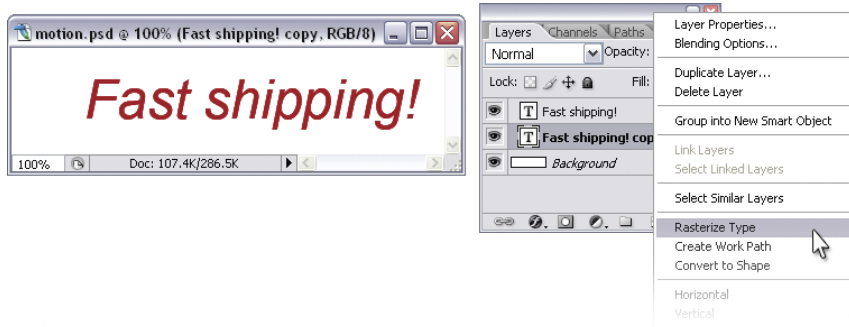 motion.psd @ 100% (Fast shipping! copy, RGB/8)
Fast shipping!
100% Doc: 107.4K/286.5K
Layers Channels Paths
Normal Opacity:
Lock: Fill:
T Fast shipping!
T Fast shipping! cop
Background
Layer Properties...
Blending Options...
Duplicate Layer...
Delete Layer
Group into New Smart Object
Link Layers
Select Linked Layers
Select Similar Layers
Rasterize Type
Create Work Path
Convert to Shape
Horizontal
Vertical